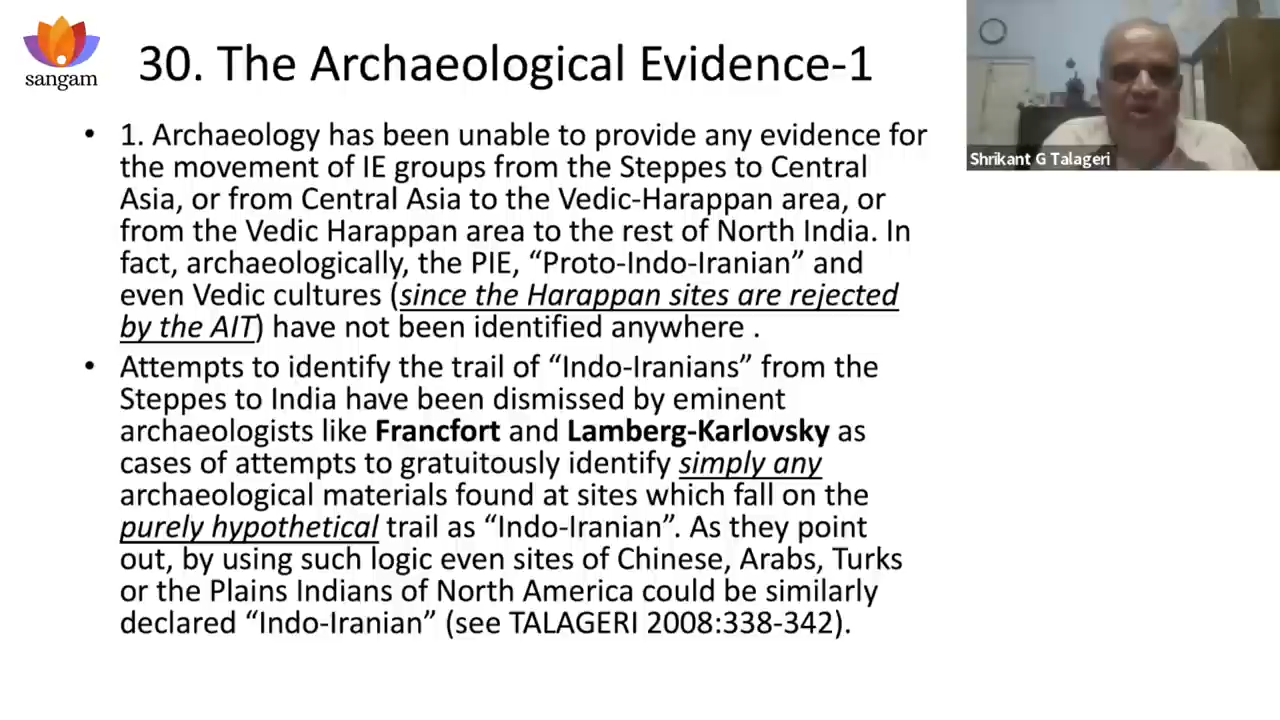 sangam
30. The Archaeological Evidence-1
• 1. Archaeology has been unable to provide any evidence for
the movement of IE groups from the Steppes to Central
Asia, or from Central Asia to the Vedic-Harappan area, or
from the Vedic Harappan area to the rest of North India. In
fact, archaeologically, the PIE, “Proto-Indo-Iranian” and
even Vedic cultures (since the Harappan sites are rejected
by the AIT) have not been identified anywhere .
• Attempts to identify the trail of “Indo-Iranians” from the
Steppes to India have been dismissed by eminent
archaeologists like Francfort and Lamberg-Karlovsky as
cases of attempts to gratuitously identify simply any
archaeological materials found at sites which fall on the
purely hypothetical trail as “Indo-Iranian”. As they point
out, by using such logic even sites of Chinese, Arabs, Turks
or the Plains Indians of North America could be similarly
declared “Indo-Iranian” (see TALAGERI 2008:338-342).
Shrikant G Talageri